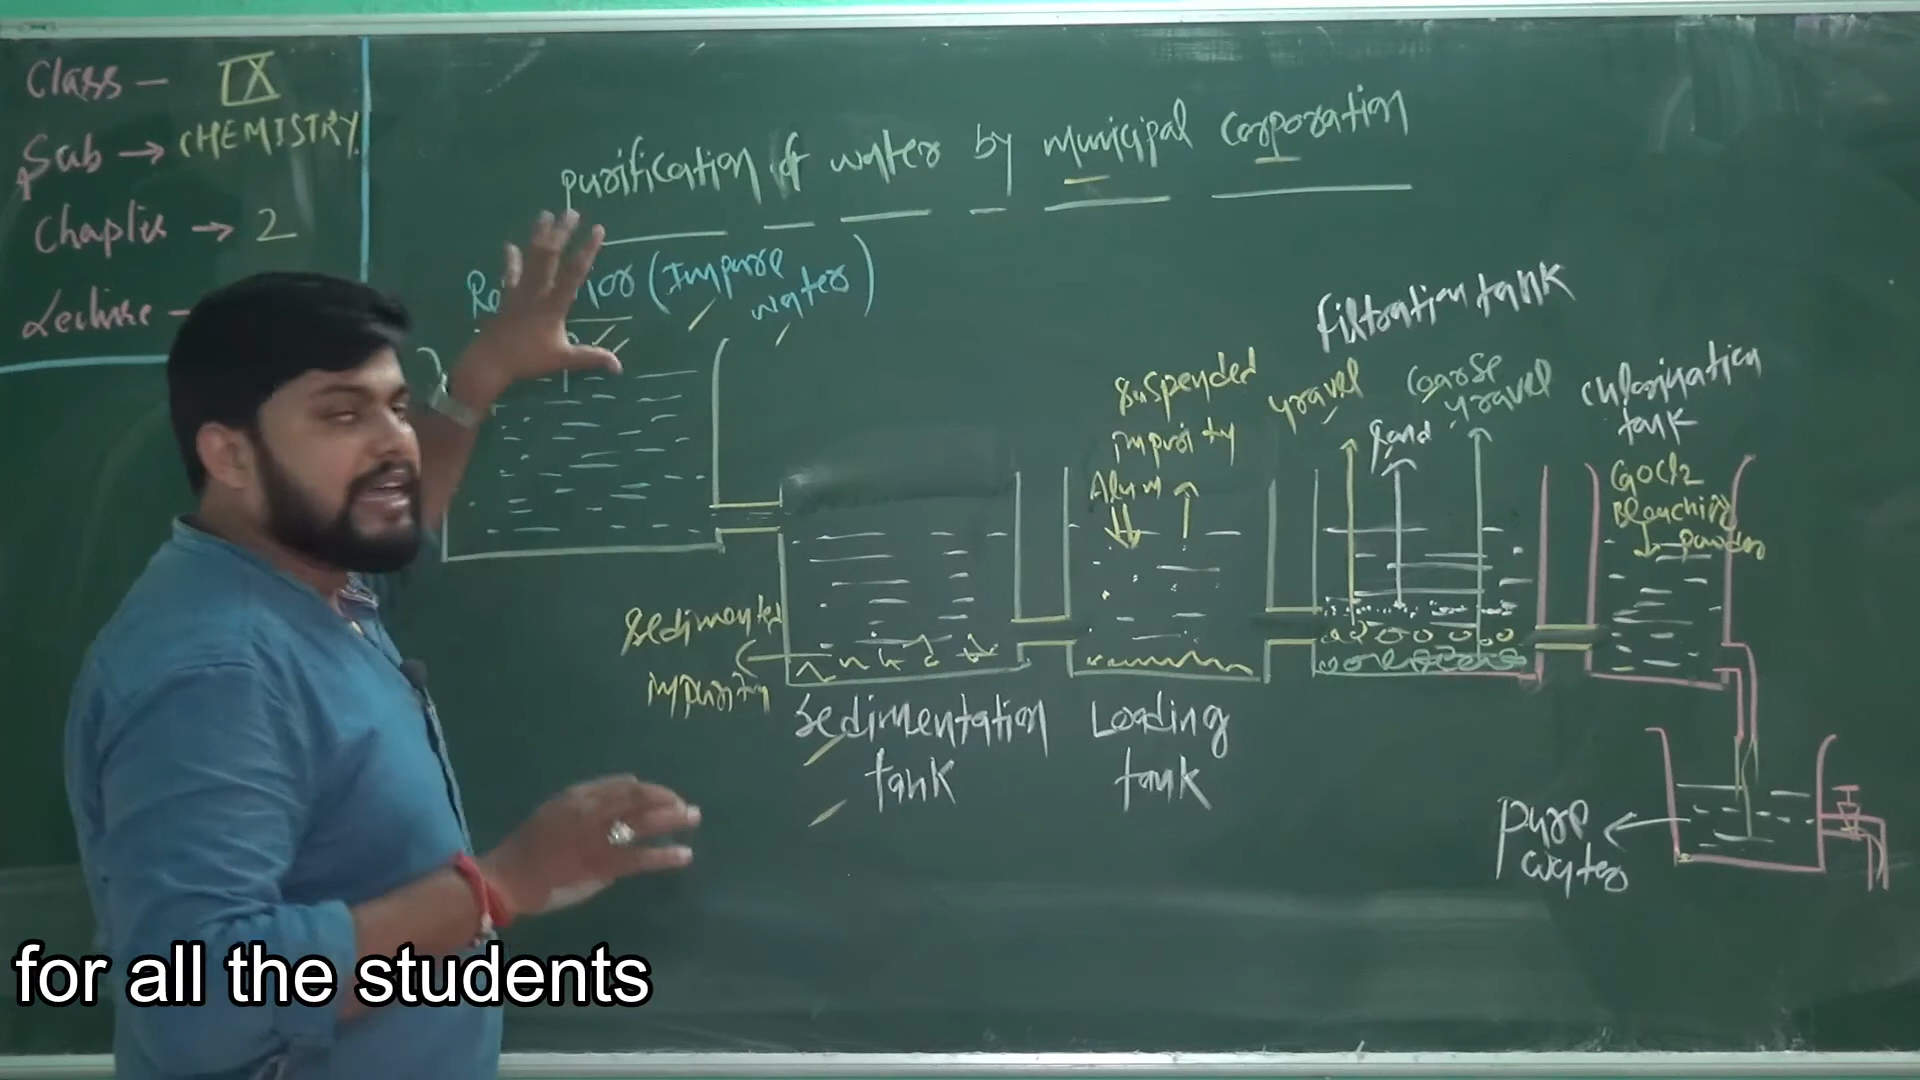 Class – IX
Sub → CHEMISTRY
Chapter → 2
Lecture –
purification of water by municipal corporation
(Impure
water)
filtration tank
suspended
impurity
Alum
gravel
sand
coarse
gravel
chlorination
tank
CaOCl2
Bleaching
powder
sedimented
impurity
sedimentation
tank
Loading
tank
pure
water
for all the students